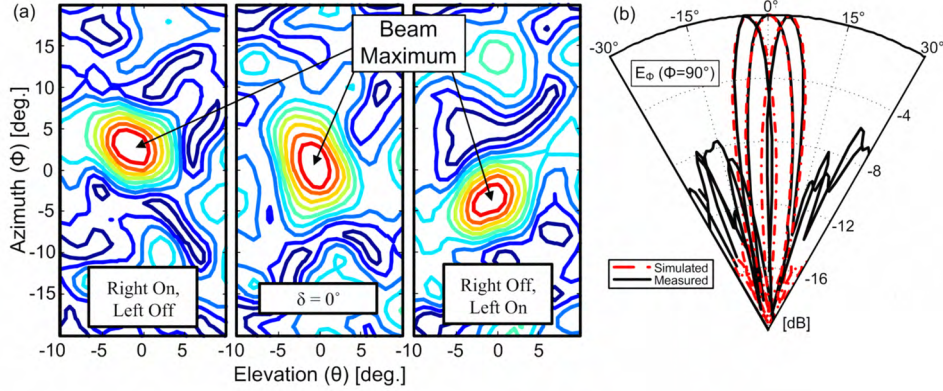 (a)
Beam
Maximum
Azimuth (Φ) [deg.]
15
10
5
0
-5
-10
-15
Right On,
Left Off
δ = 0°
Right Off,
Left On
-10 -5 0 5 -10 -5 0 5 -10 -5 0 5
Elevation (θ) [deg.]
(b)
-30° -15° 0° 15° 30°
E_Φ (Φ=90°)
-4
-8
-12
-16
[dB]
Simulated
Measured